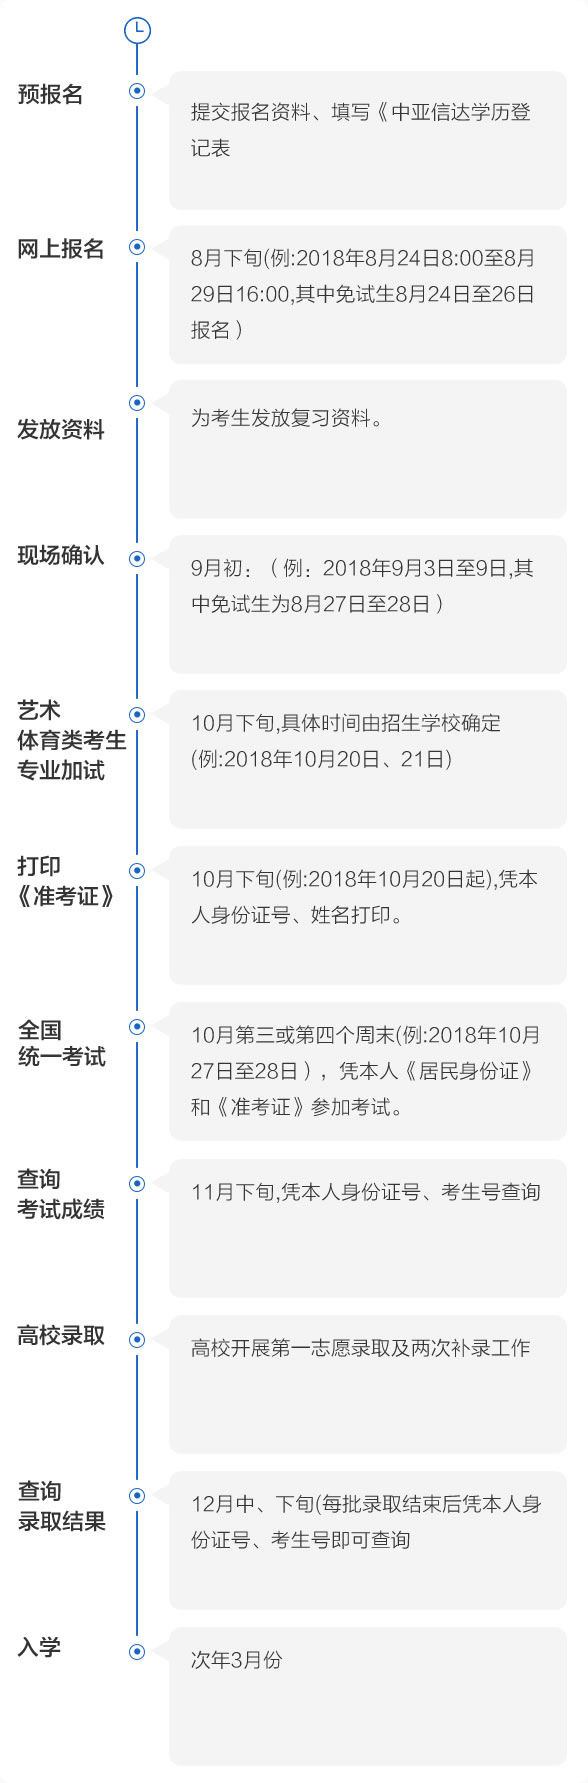 预报名
提交报名资料、填写《中亚信达学历登
记表
网上报名
8月下旬(例:2018年8月24日8:00至8月
29日16:00,其中免试生8月24日至26日
报名）
发放资料
为考生发放复习资料。
现场确认
9月初：（例：2018年9月3日至9日,其
中免试生为8月27日至28日）
艺术
体育类考生
专业加试
10月下旬,具体时间由招生学校确定
(例:2018年10月20日、21日)
打印
《准考证》
10月下旬(例:2018年10月20日起),凭本
人身份证号、姓名打印。
全国
统一考试
10月第三或第四个周末(例:2018年10月
27日至28日），凭本人《居民身份证》
和《准考证》参加考试。
查询
考试成绩
11月下旬,凭本人身份证号、考生号查询
高校录取
高校开展第一志愿录取及两次补录工作
查询
录取结果
12月中、下旬(每批录取结束后凭本人身
份证号、考生号即可查询
入学
次年3月份